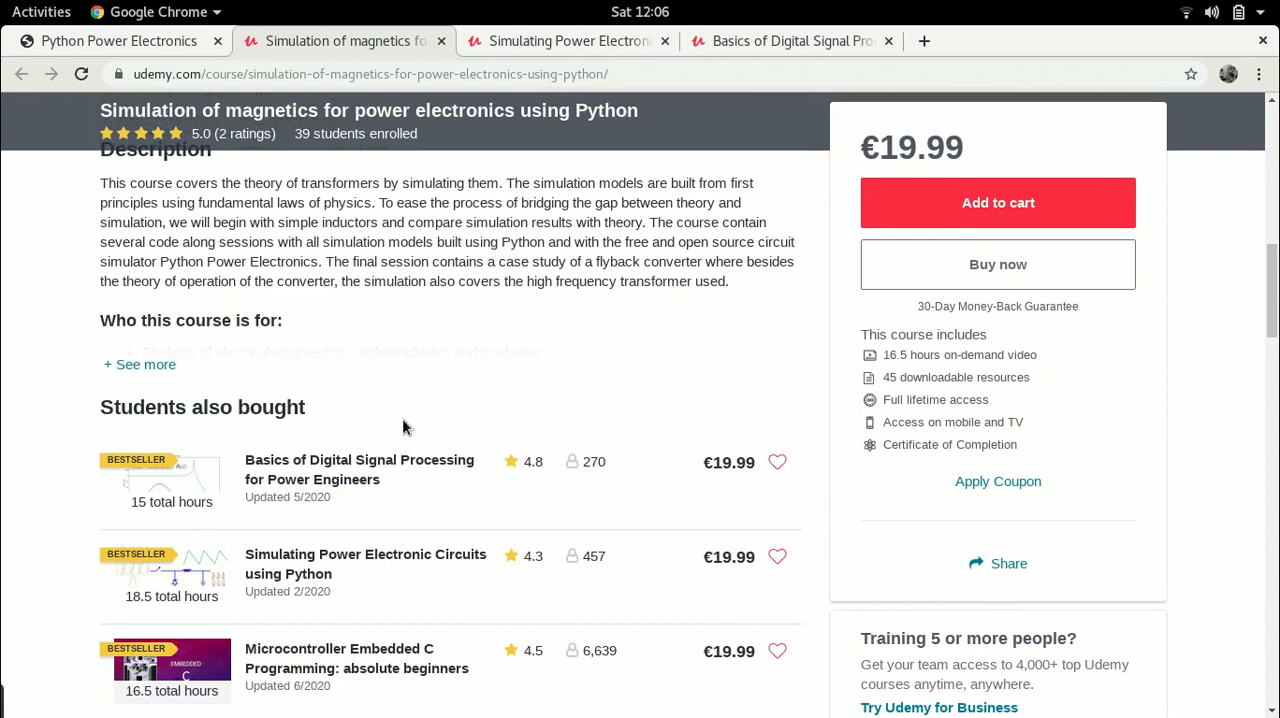 Activities
Google Chrome
Sat 12:06
Python Power Electronics
Simulation of magnetics fo
Simulating Power Electroni
Basics of Digital Signal Pro
udemy.com/course/simulation-of-magnetics-for-power-electronics-using-python/
Simulation of magnetics for power electronics using Python
5.0 (2 ratings) 39 students enrolled
Description
This course covers the theory of transformers by simulating them. The simulation models are built from first
principles using fundamental laws of physics. To ease the process of bridging the gap between theory and
simulation, we will begin with simple inductors and compare simulation results with theory. The course contain
several code along sessions with all simulation models built using Python and with the free and open source circuit
simulator Python Power Electronics. The final session contains a case study of a flyback converter where besides
the theory of operation of the converter, the simulation also covers the high frequency transformer used.
Who this course is for:
Students of electrical engineering - undergraduates and graduates
+ See more
Students also bought
BESTSELLER
15 total hours
Basics of Digital Signal Processing
for Power Engineers
Updated 5/2020
4.8
270
€19.99
BESTSELLER
18.5 total hours
Simulating Power Electronic Circuits
using Python
Updated 2/2020
4.3
457
€19.99
BESTSELLER
EMBEDDED
C
16.5 total hours
Microcontroller Embedded C
Programming: absolute beginners
Updated 6/2020
4.5
6,639
€19.99
€19.99
Add to cart
Buy now
30-Day Money-Back Guarantee
This course includes
16.5 hours on-demand video
45 downloadable resources
Full lifetime access
Access on mobile and TV
Certificate of Completion
Apply Coupon
Share
Training 5 or more people?
Get your team access to 4,000+ top Udemy
courses anytime, anywhere.
Try Udemy for Business